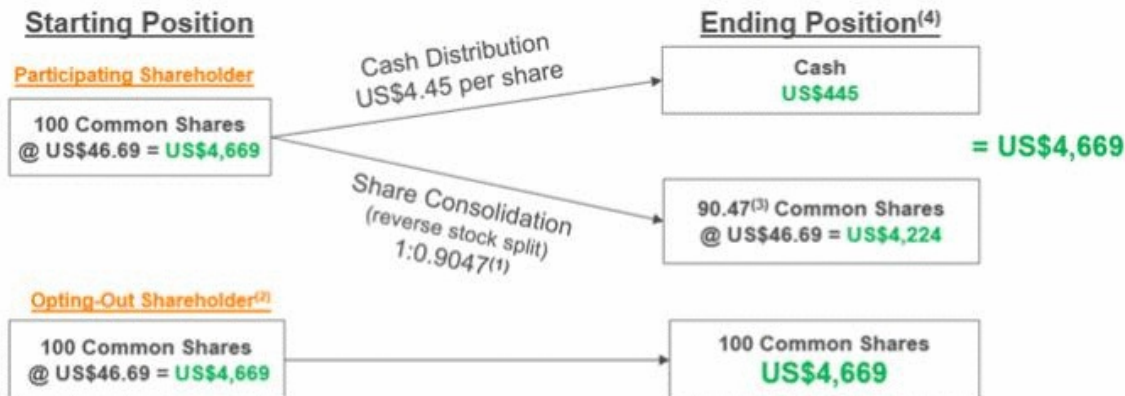 Starting Position
Participating Shareholder
100 Common Shares
@ US$46.69 = US$4,669
Cash Distribution
US$4.45 per share
Share Consolidation
(reverse stock split)
1:0.9047(1)
Ending Position(4)
Cash
US$445
90.47(3) Common Shares
@ US$46.69 = US$4,224
= US$4,669
Opting-Out Shareholder(2)
100 Common Shares
@ US$46.69 = US$4,669
100 Common Shares
US$4,669